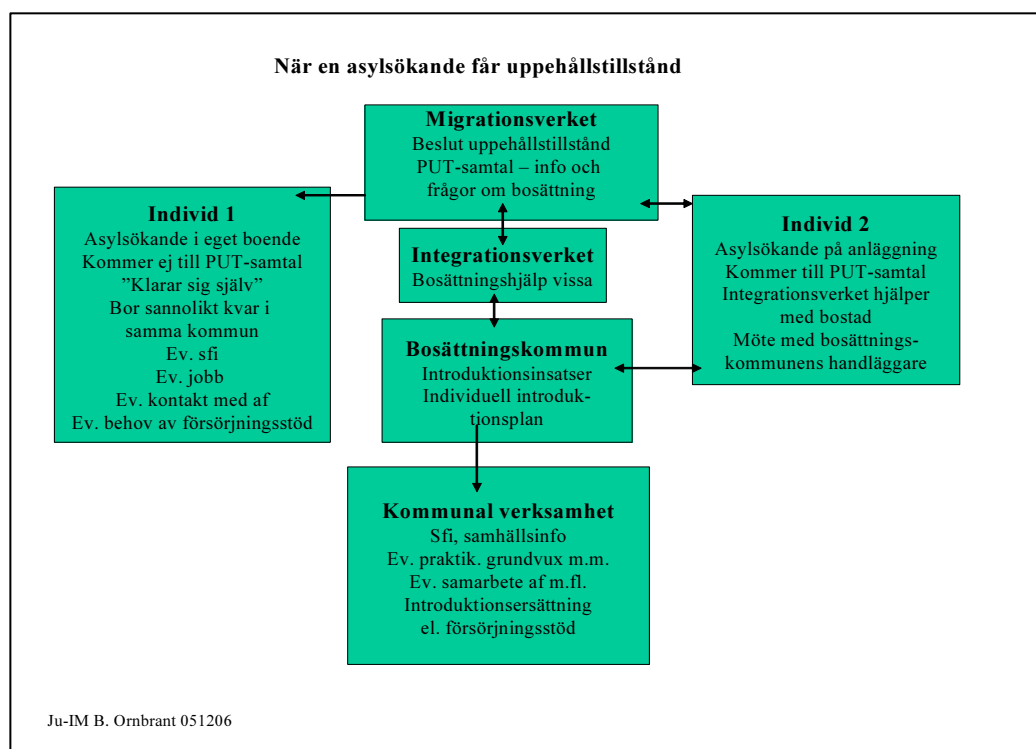 När en asylsökande får uppehållstillstånd
Migrationsverket
Beslut uppehållstillstånd
PUT-samtal – info och
frågor om bosättning
Individ 1
Asylsökande i eget boende
Kommer ej till PUT-samtal
”Klarar sig själv”
Bor sannolikt kvar i
samma kommun
Ev. sfi
Ev. jobb
Ev. kontakt med af
Ev. behov av försörjningsstöd
Integrationsverket
Bosättningshjälp vissa
Individ 2
Asylsökande på anläggning
Kommer till PUT-samtal
Integrationsverket hjälper
med bostad
Möte med bosättnings-
kommunens handläggare
Bosättningskommun
Introduktionsinsatser
Individuell introduk-
tionsplan
Kommunal verksamhet
Sfi, samhällsinfo
Ev. praktik. grundvux m.m.
Ev. samarbete af m.fl.
Introduktionsersättning
el. försörjningsstöd
Ju-IM B. Ornbrant 051206